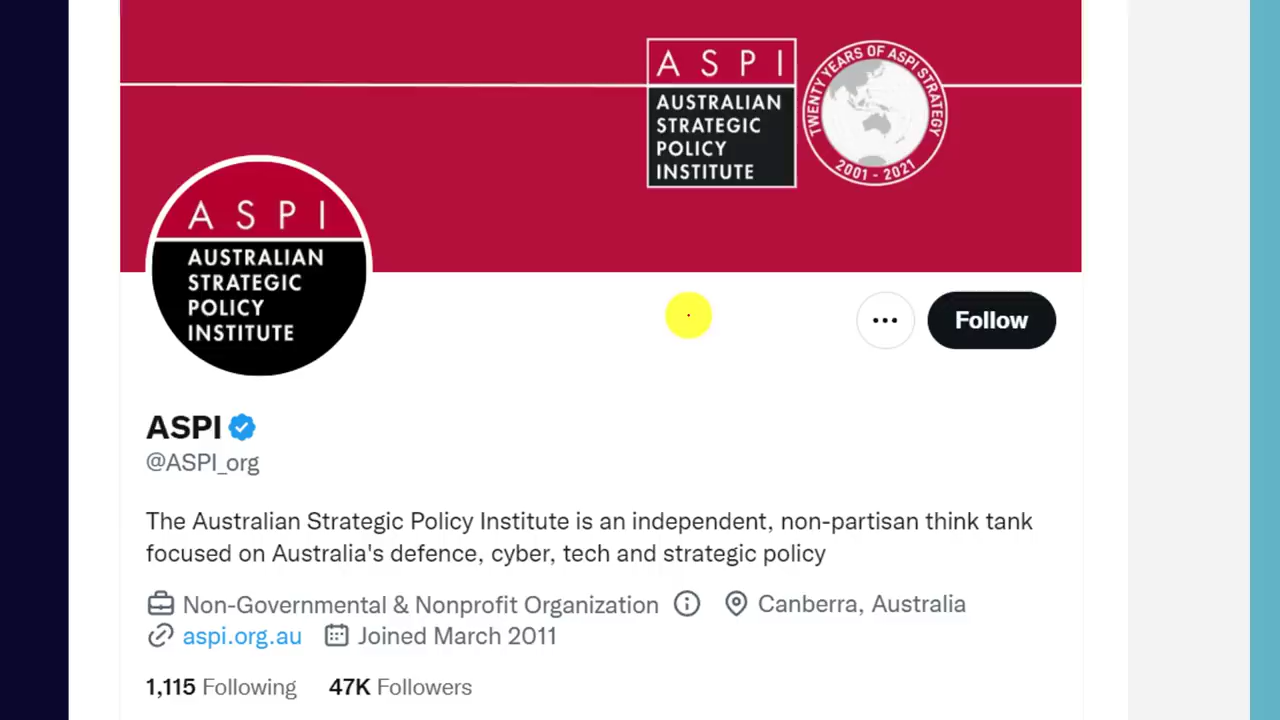 ASPI
AUSTRALIAN
STRATEGIC
POLICY
INSTITUTE
TWENTY YEARS OF ASPI STRATEGY
2001 - 2021
ASPI
AUSTRALIAN
STRATEGIC
POLICY
INSTITUTE
Follow
ASPI
@ASPI_org
The Australian Strategic Policy Institute is an independent, non-partisan think tank
focused on Australia's defence, cyber, tech and strategic policy
Non-Governmental & Nonprofit Organization Canberra, Australia
aspi.org.au Joined March 2011
1,115 Following 47K Followers